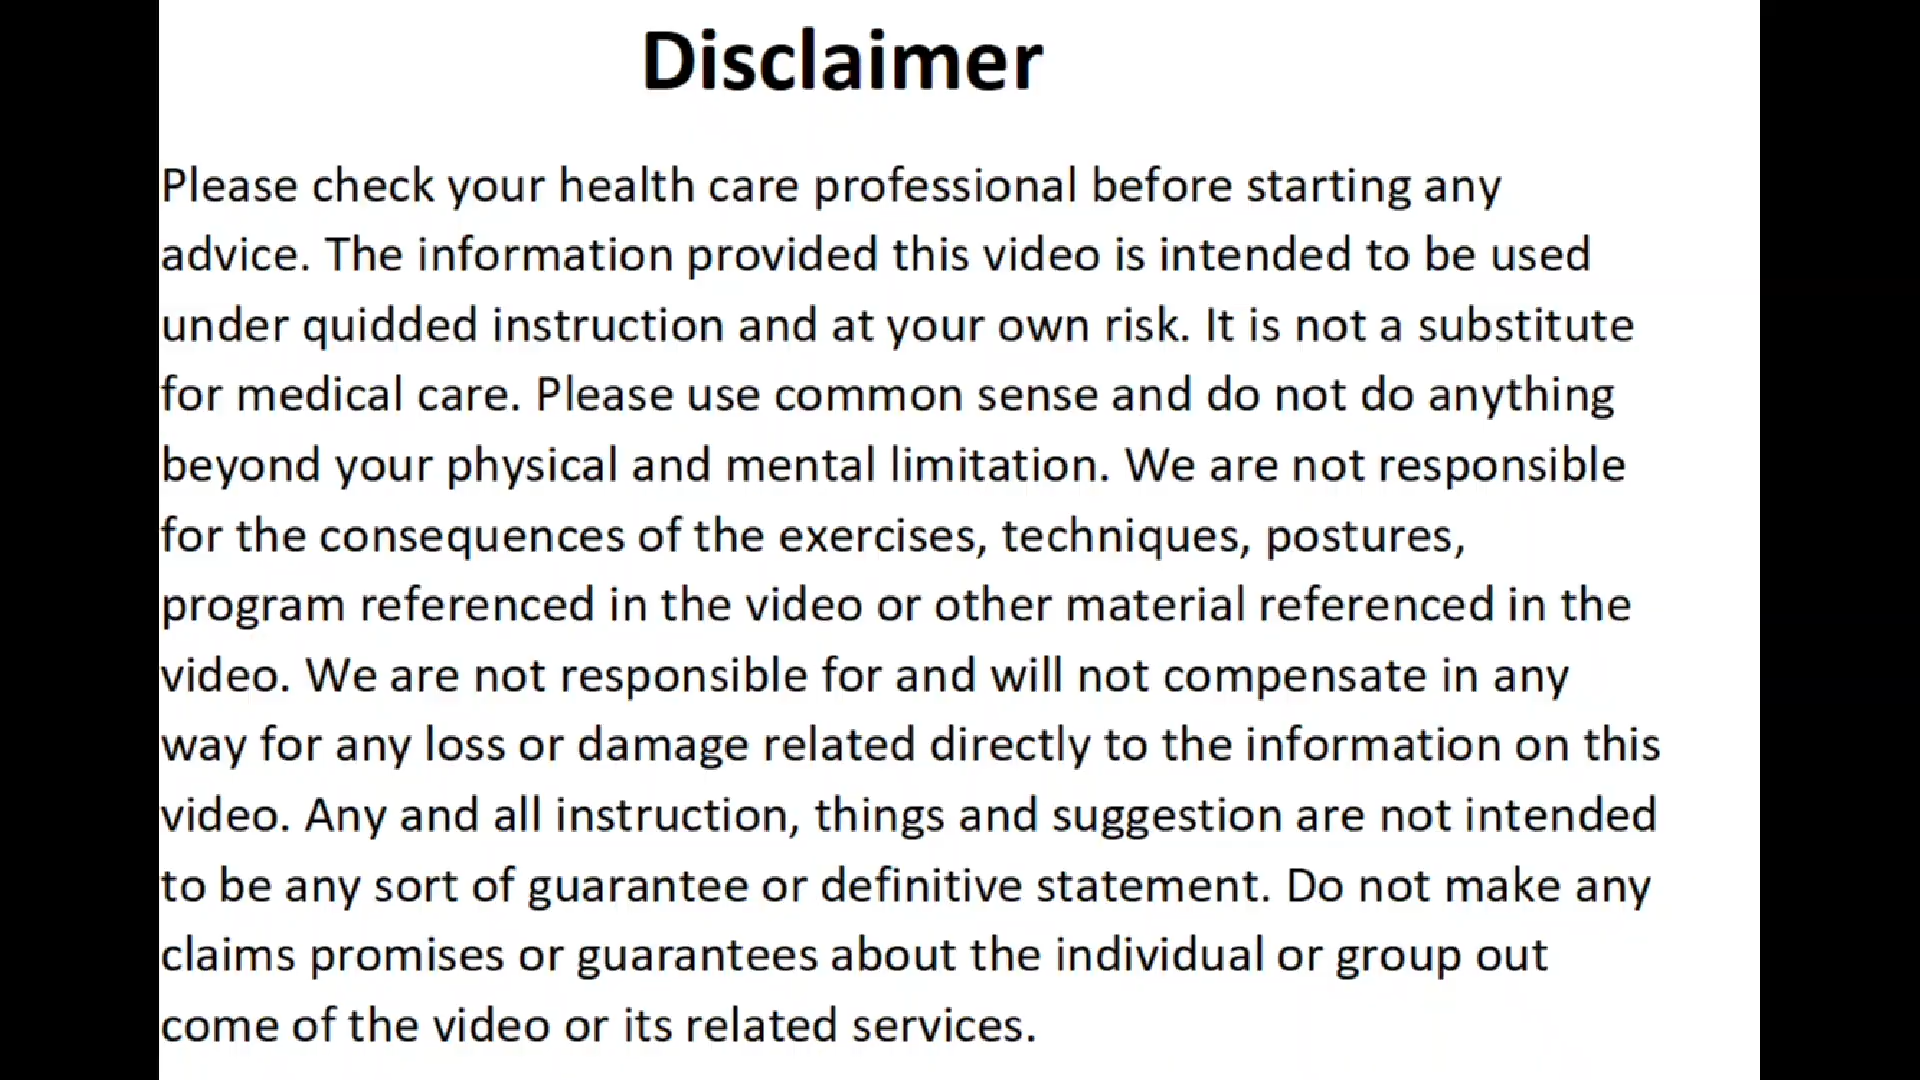 Disclaimer
Please check your health care professional before starting any
advice. The information provided this video is intended to be used
under quidded instruction and at your own risk. It is not a substitute
for medical care. Please use common sense and do not do anything
beyond your physical and mental limitation. We are not responsible
for the consequences of the exercises, techniques, postures,
program referenced in the video or other material referenced in the
video. We are not responsible for and will not compensate in any
way for any loss or damage related directly to the information on this
video. Any and all instruction, things and suggestion are not intended
to be any sort of guarantee or definitive statement. Do not make any
claims promises or guarantees about the individual or group out
come of the video or its related services.